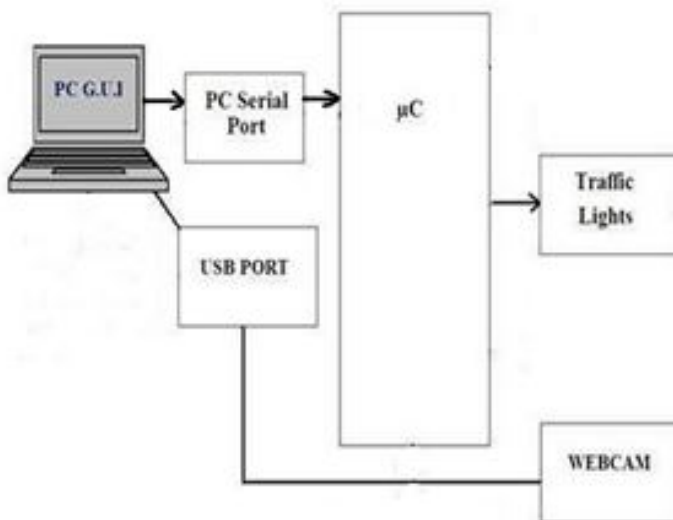 PC G.U.I
PC Serial
Port
µC
Traffic
Lights
USB PORT
WEBCAM